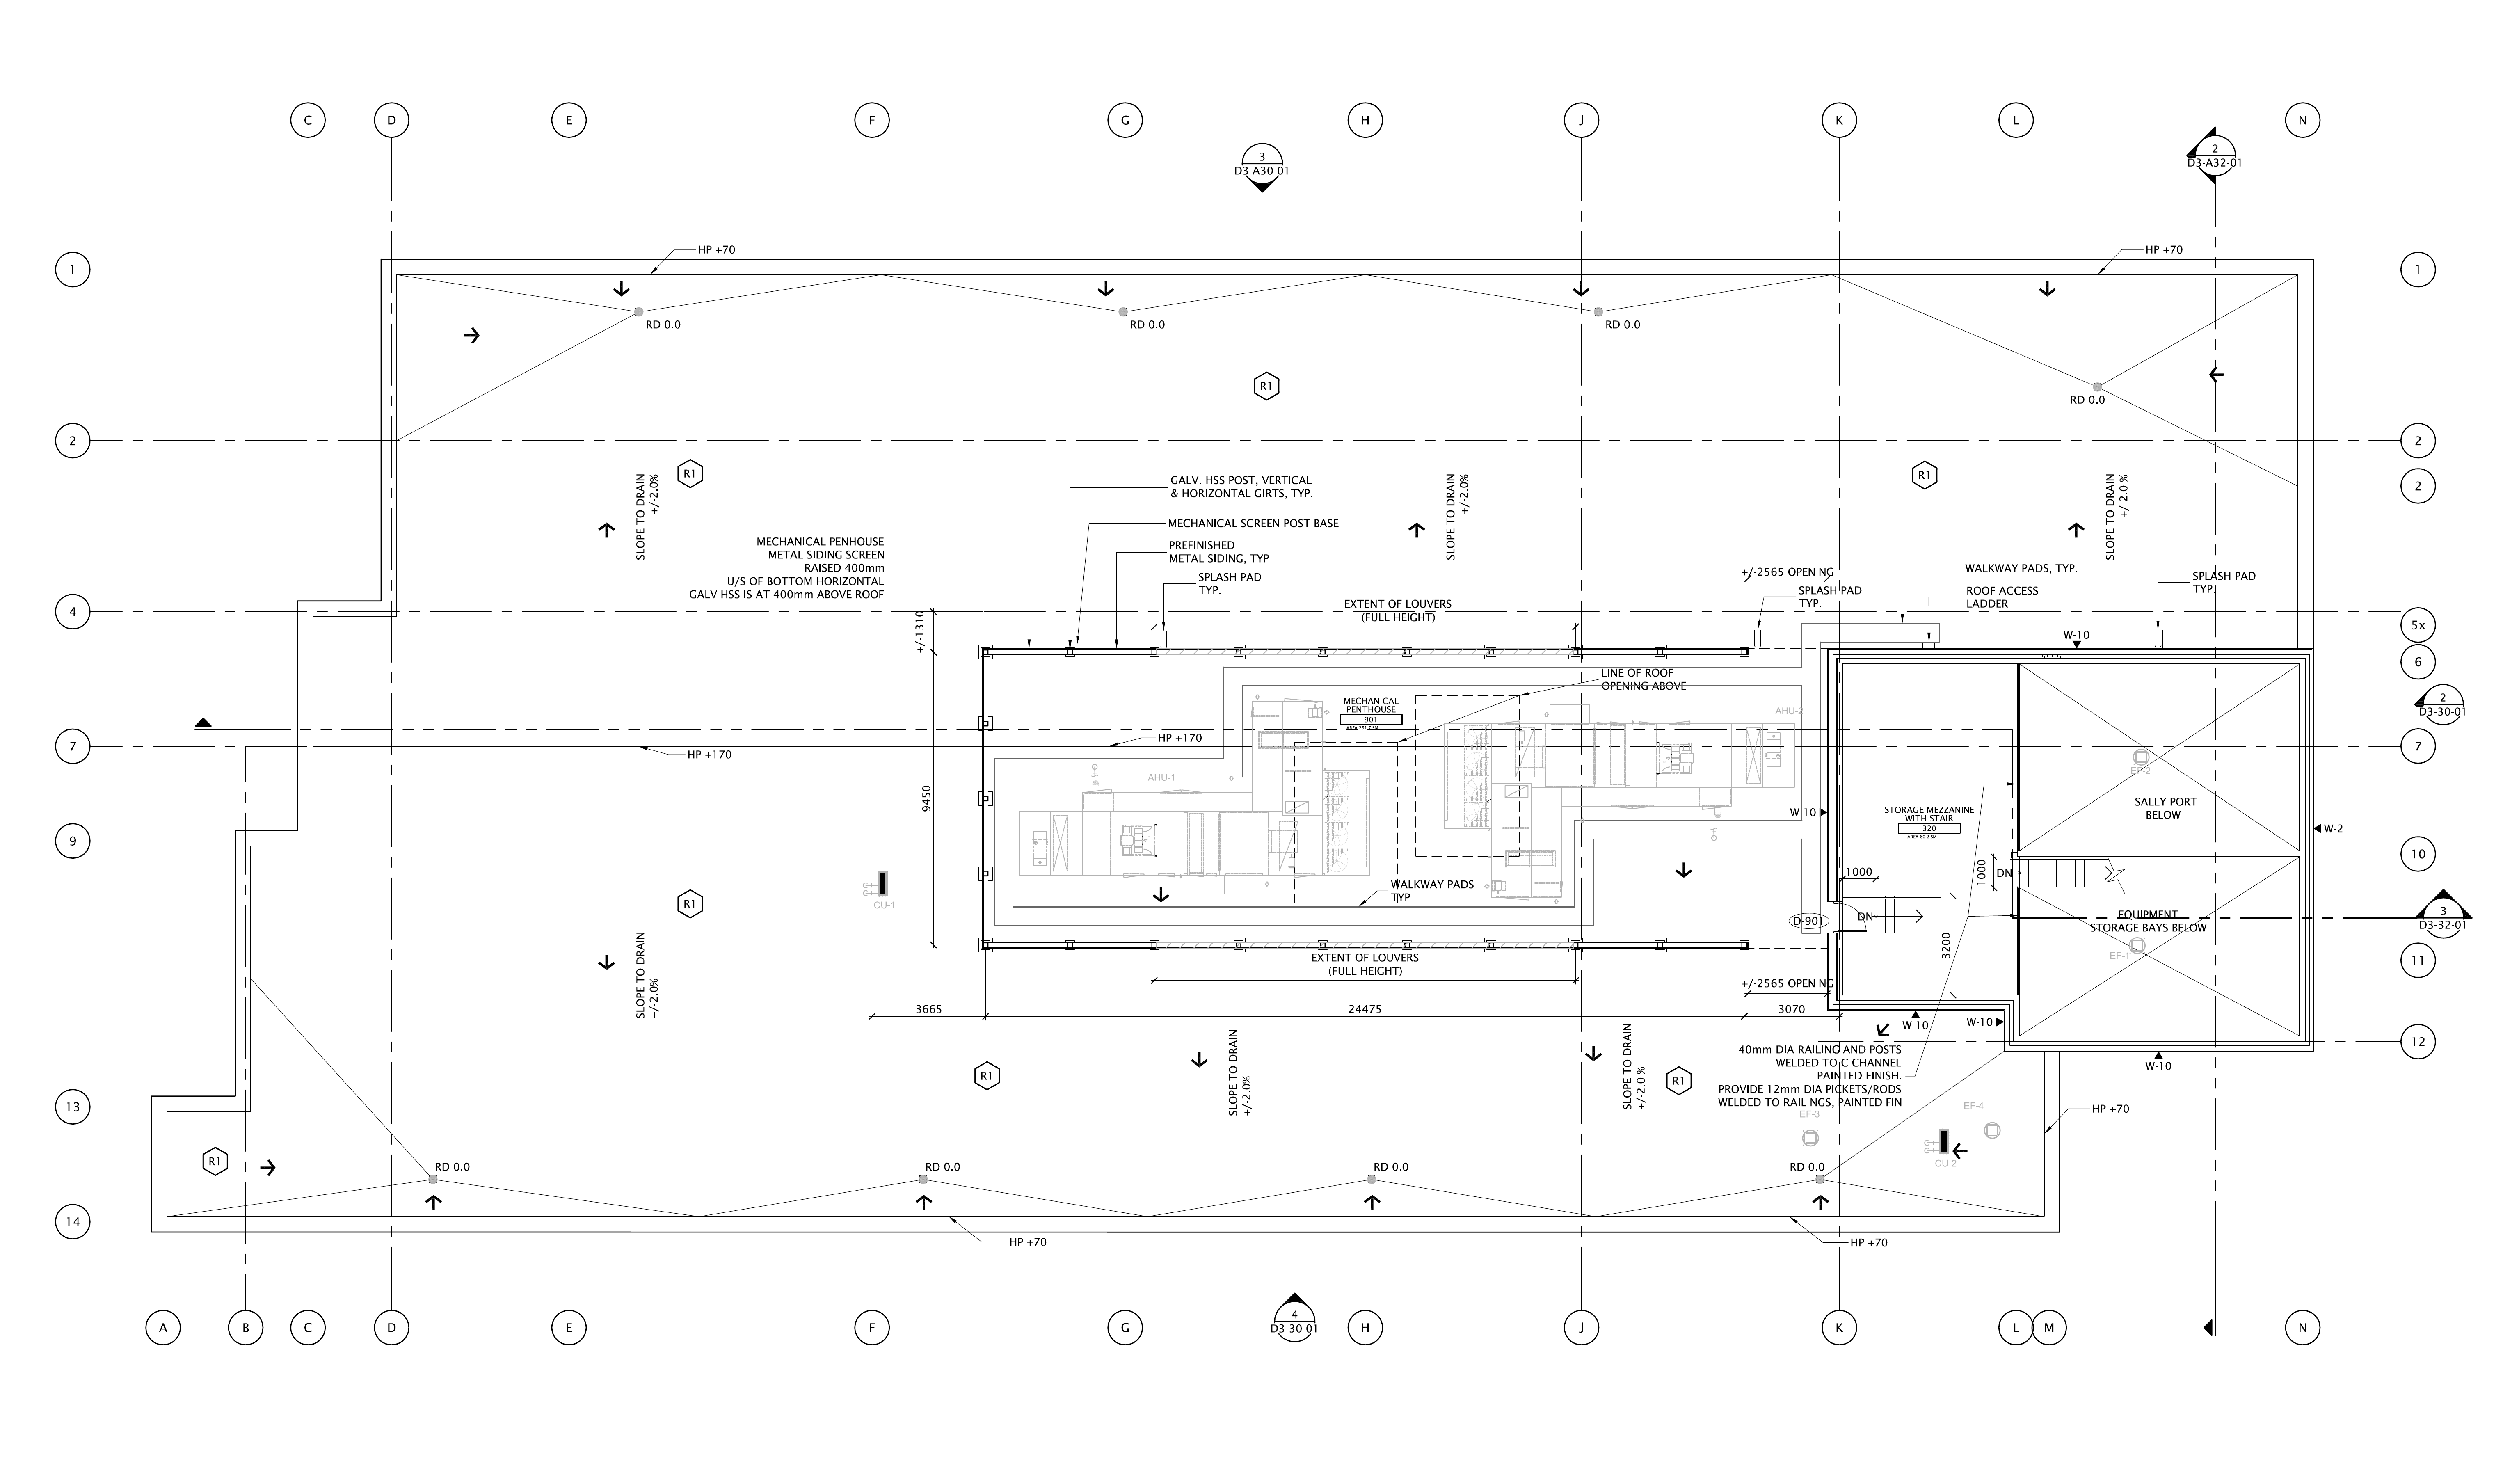 C
D
E
F
G
H
J
K
L
N
3
D3-A30-01
2
D3-A32-01
HP +70
HP +70
1
1
RD 0.0
RD 0.0
RD 0.0
RD 0.0
R1
2
2
R1
R1
2
SLOPE TO DRAIN
+/-2.0%
SLOPE TO DRAIN
+/-2.0%
SLOPE TO DRAIN
+/-2.0 %
GALV. HSS POST, VERTICAL
& HORIZONTAL GIRTS, TYP.
MECHANICAL SCREEN POST BASE
PREFINISHED
METAL SIDING, TYP
SPLASH PAD
TYP.
MECHANICAL PENHOUSE
METAL SIDING SCREEN
RAISED 400mm
U/S OF BOTTOM HORIZONTAL
GALV HSS IS AT 400mm ABOVE ROOF
+/-2565 OPENING
SPLASH PAD
TYP.
WALKWAY PADS, TYP.
ROOF ACCESS
LADDER
SPLASH PAD
TYP.
EXTENT OF LOUVERS
(FULL HEIGHT)
4
5x
+/-1310
W-10
6
LINE OF ROOF
OPENING ABOVE
MECHANICAL
PENTHOUSE
901
AHU-2
2
D3-30-01
7
HP +170
HP +170
7
AHU-1
EF-2
9450
SALLY PORT
BELOW
STORAGE MEZZANINE
WITH STAIR
320
AREA 60.2 SM
W-10
W-2
9
10
1000
1000
DN
CU-1
R1
WALKWAY PADS
TYP
D-901
DN
EQUIPMENT
STORAGE BAYS BELOW
3
D3-32-01
3200
EF-1
EXTENT OF LOUVERS
(FULL HEIGHT)
11
SLOPE TO DRAIN
+/-2.0%
+/-2565 OPENING
3665
24475
3070
W-10
W-10
12
40mm DIA RAILING AND POSTS
WELDED TO C CHANNEL
PAINTED FINISH.
PROVIDE 12mm DIA PICKETS/RODS
WELDED TO RAILINGS, PAINTED FIN
W-10
R1
R1
SLOPE TO DRAIN
+/-2.0%
SLOPE TO DRAIN
+/-2.0 %
13
EF-3
EF-4
HP +70
R1
CU-2
RD 0.0
RD 0.0
RD 0.0
RD 0.0
14
HP +70
HP +70
4
D3-30-01
A
B
C
D
E
F
G
H
J
K
L
M
N